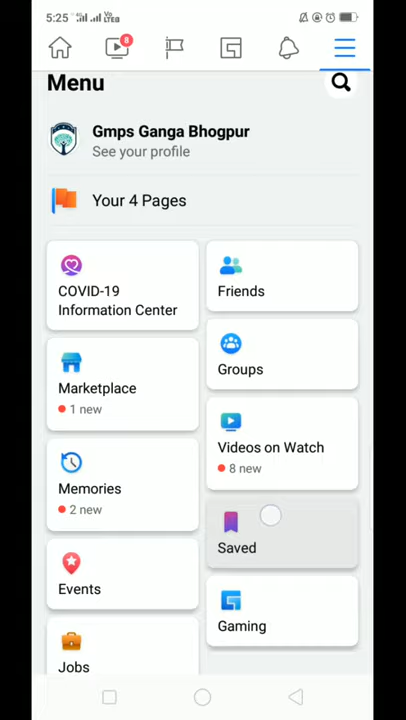 5:25
8
Menu
Gmps Ganga Bhogpur
See your profile
Your 4 Pages
COVID-19
Information Center
Friends
Marketplace
1 new
Groups
Videos on Watch
8 new
Memories
2 new
Saved
Events
Gaming
Jobs